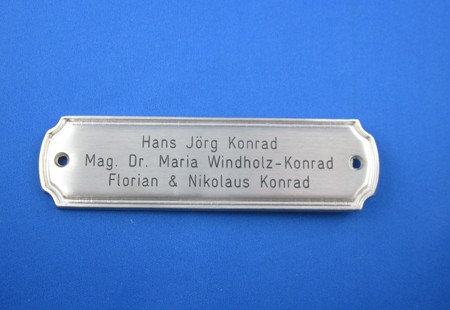 Hans Jörg Konrad
Mag. Dr. Maria Windholz-Konrad
Florian & Nikolaus Konrad